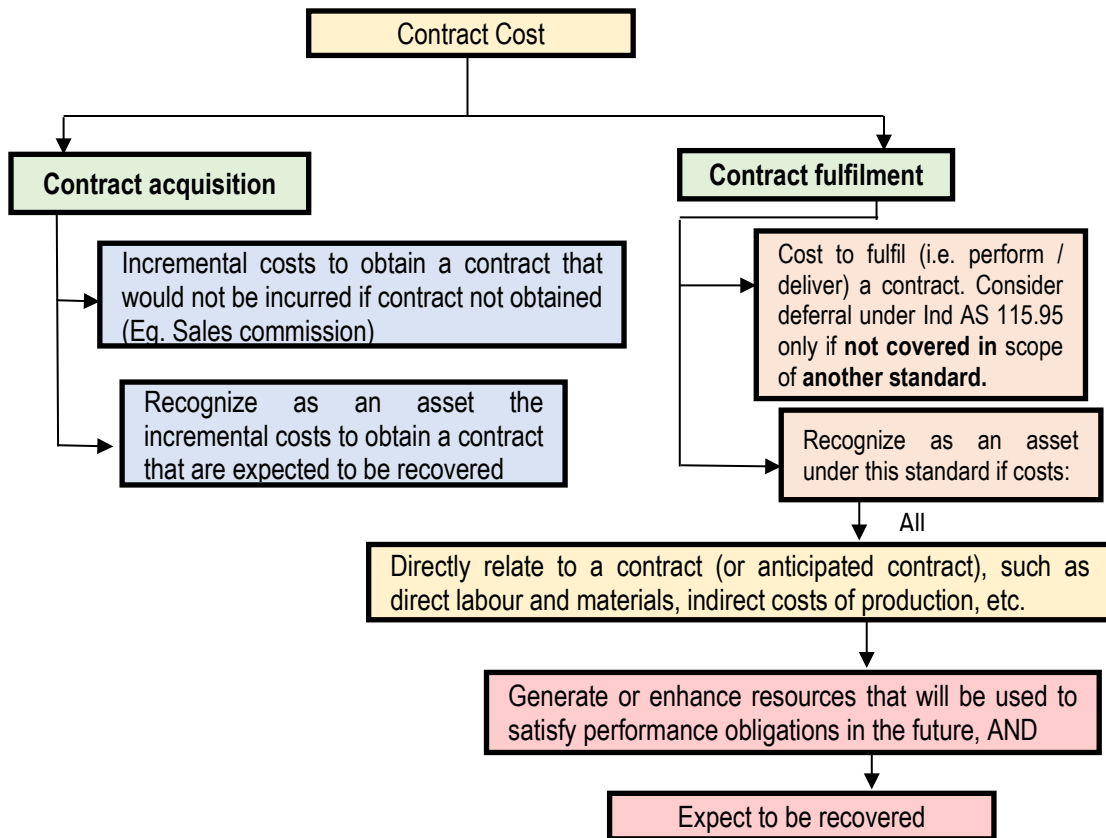 Contract Cost
Contract acquisition
Incremental costs to obtain a contract that
would not be incurred if contract not obtained
(Eg. Sales commission)
Recognize as an asset the
incremental costs to obtain a contract
that are expected to be recovered
Contract fulfilment
Cost to fulfil (i.e. perform /
deliver) a contract. Consider
deferral under Ind AS 115.95
only if not covered in scope
of another standard.
Recognize as an asset
under this standard if costs:
All
Directly relate to a contract (or anticipated contract), such as
direct labour and materials, indirect costs of production, etc.
Generate or enhance resources that will be used to
satisfy performance obligations in the future, AND
Expect to be recovered